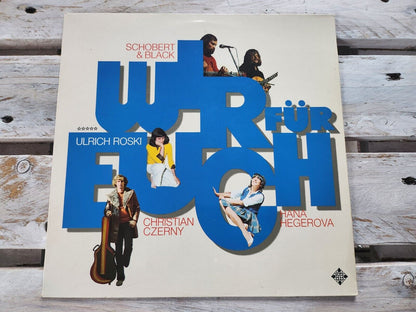 SCHOBERT
& BLACK
WIR
FÜR
ULRICH ROSKI
EUCH
CHRISTIAN
CZERNY
HANA
HEGEROVA